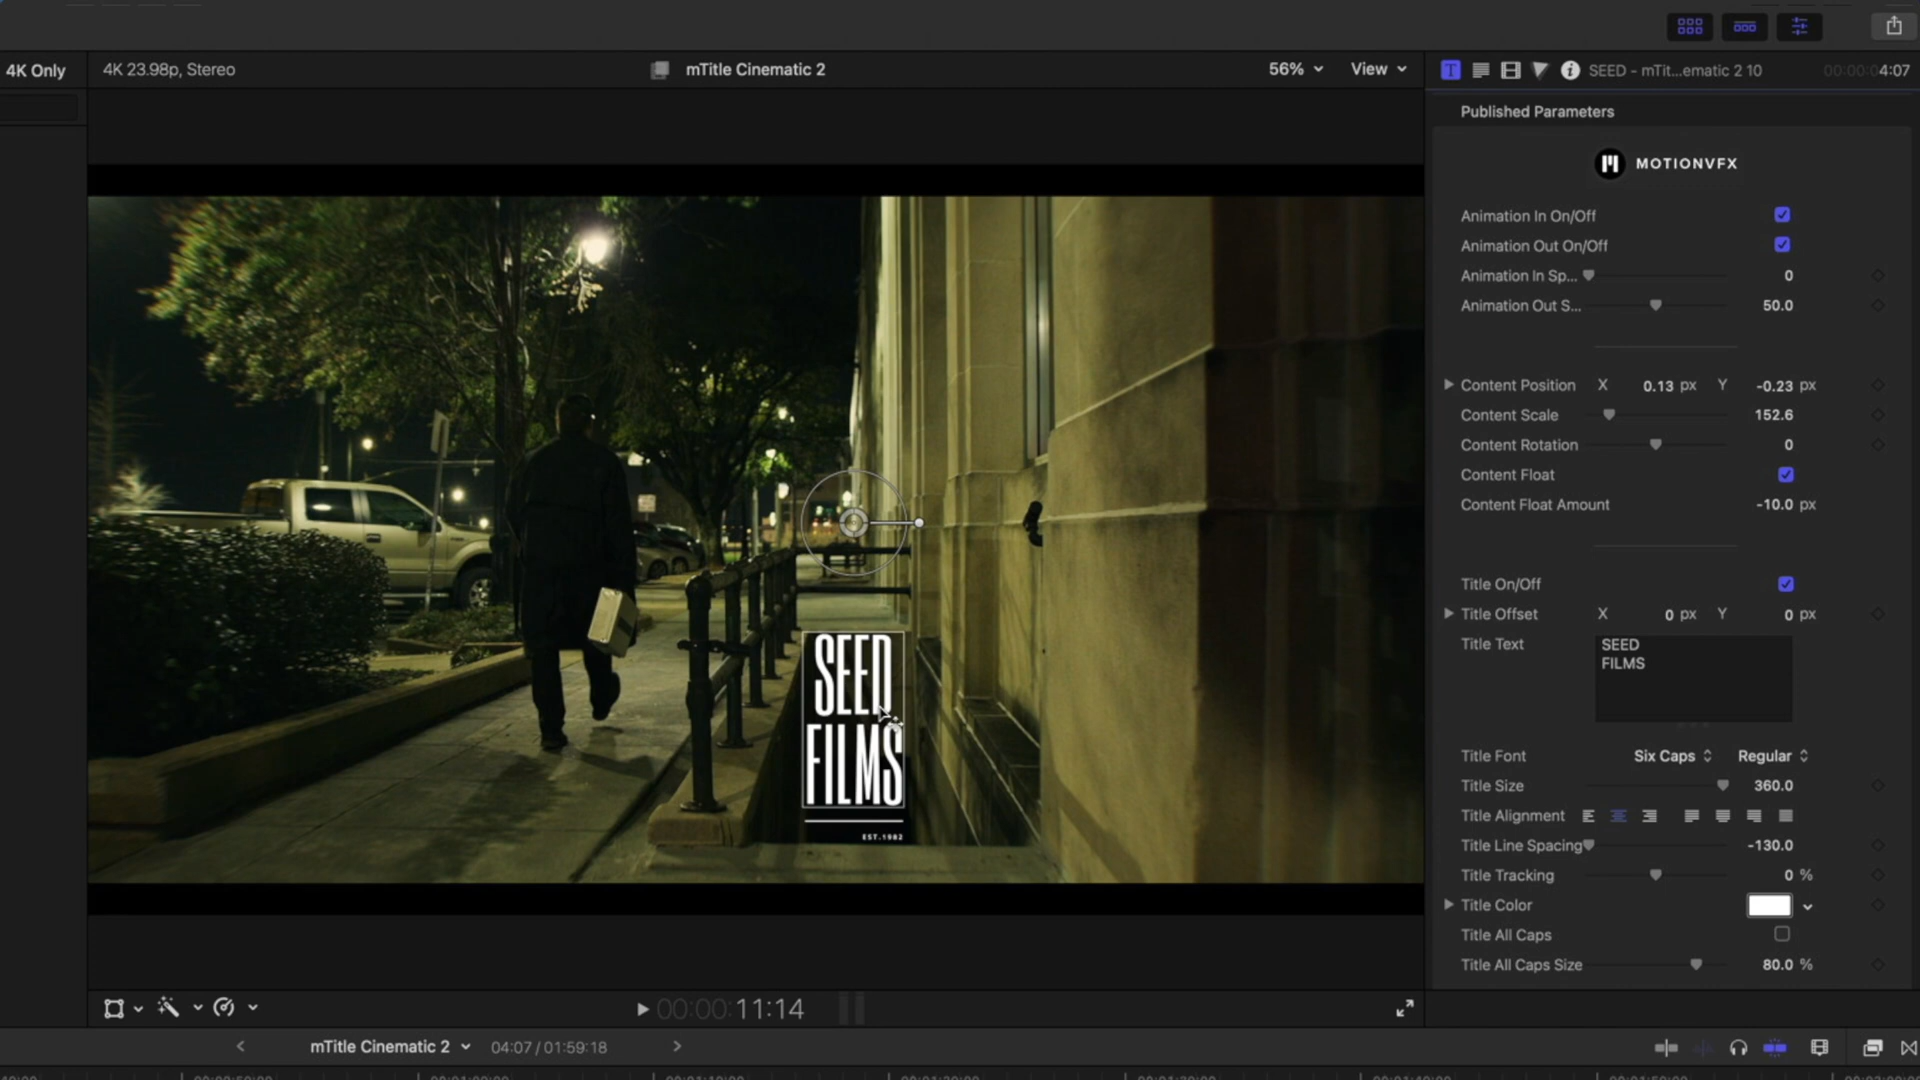 4K Only
4K 23.98p, Stereo
mTitle Cinematic 2
56%
View
SEED - mTit...ematic 2 10
00:00:04:07
Published Parameters
MOTIONVFX
Animation In On/Off
Animation Out On/Off
Animation In Sp... 0
Animation Out S... 50.0
Content Position X 0.13 px Y -0.23 px
Content Scale 152.6
Content Rotation 0
Content Float
Content Float Amount -10.0 px
Title On/Off
Title Offset X 0 px Y 0 px
Title Text
SEED
FILMS
Title Font Six Caps Regular
Title Size 360.0
Title Alignment
Title Line Spacing -130.0
Title Tracking 0 %
Title Color
Title All Caps
Title All Caps Size 80.0 %
SEED
FILMS
EST.1982
00:00:11:14
mTitle Cinematic 2
04:07 / 01:59:18